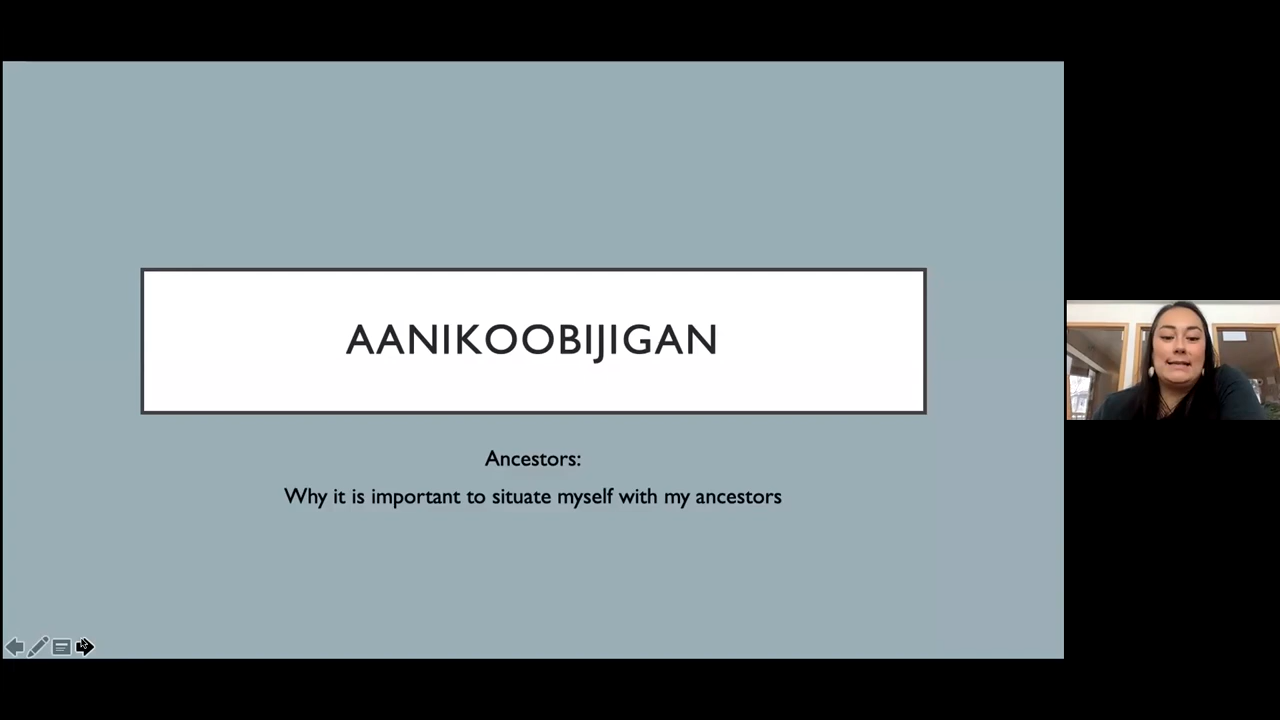 AANIKOOBIJIGAN
Ancestors:
Why it is important to situate myself with my ancestors